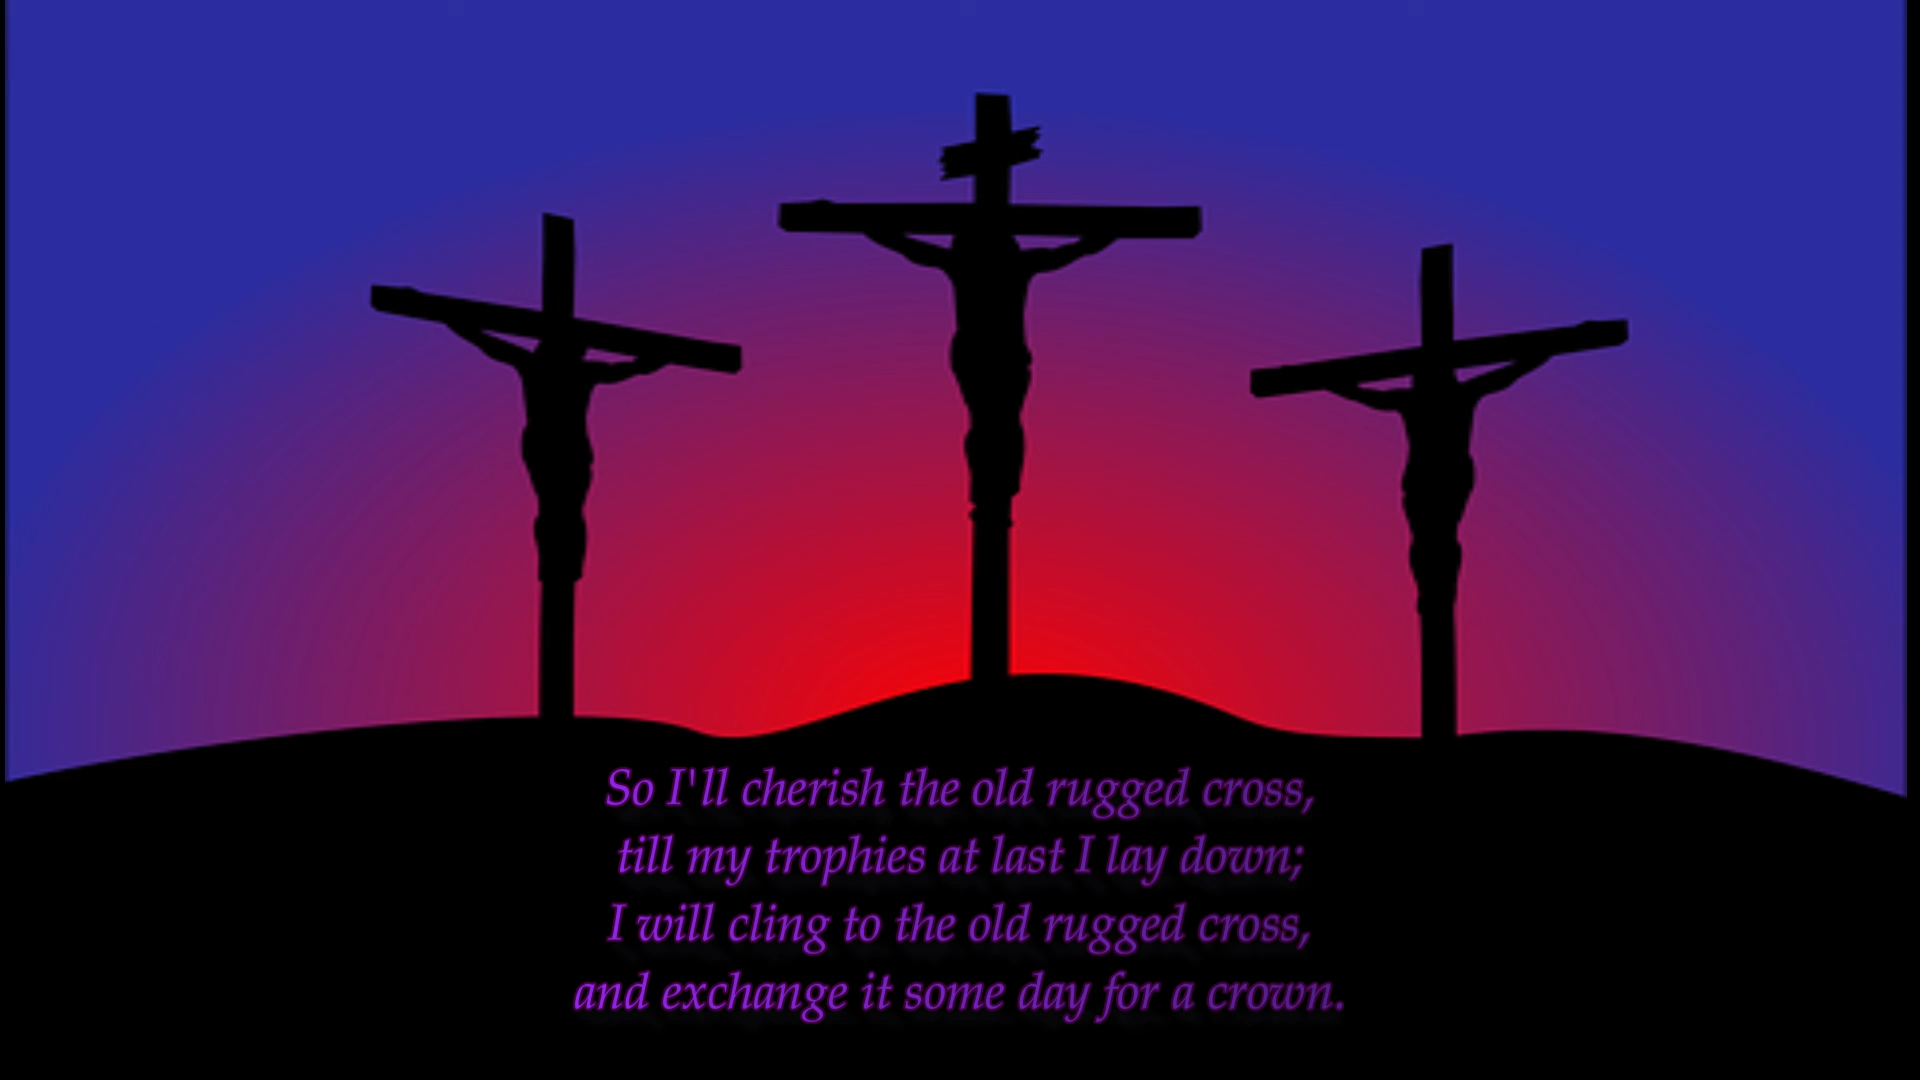 So I'll cherish the old rugged cross,
till my trophies at last I lay down;
I will cling to the old rugged cross,
and exchange it some day for a crown.